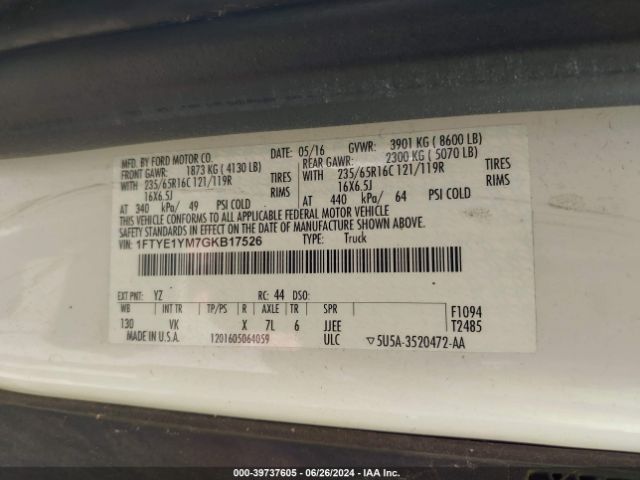 MFD. BY FORD MOTOR CO.
DATE: 05/16 GVWR: 3901 KG ( 8600 LB)
FRONT GAWR: 1873 KG ( 4130 LB)
REAR GAWR: 2300 KG ( 5070 LB)
WITH 235/65R16C 121/119R TIRES
WITH 235/65R16C 121/119R TIRES
16X6.5J RIMS
16X6.5J RIMS
AT 340 kPa/ 49 PSI COLD
AT 440 kPa/ 64 PSI COLD
THIS VEHICLE CONFORMS TO ALL APPLICABLE FEDERAL MOTOR VEHICLE
SAFETY STANDARDS IN EFFECT ON THE DATE OF MANUFACTURE SHOWN ABOVE.
VIN: 1FTYE1YM7GKB17526 TYPE: Truck
EXT PNT: YZ RC: 44 DSO:
WB INT TR TP/PS R AXLE TR SPR F1094
130 VK X 7L 6 JJEE T2485
MADE IN U.S.A. 1201605064059 ULC ▽5U5A-3520472-AA
000-39737605 | 06/26/2024 | IAA Inc.